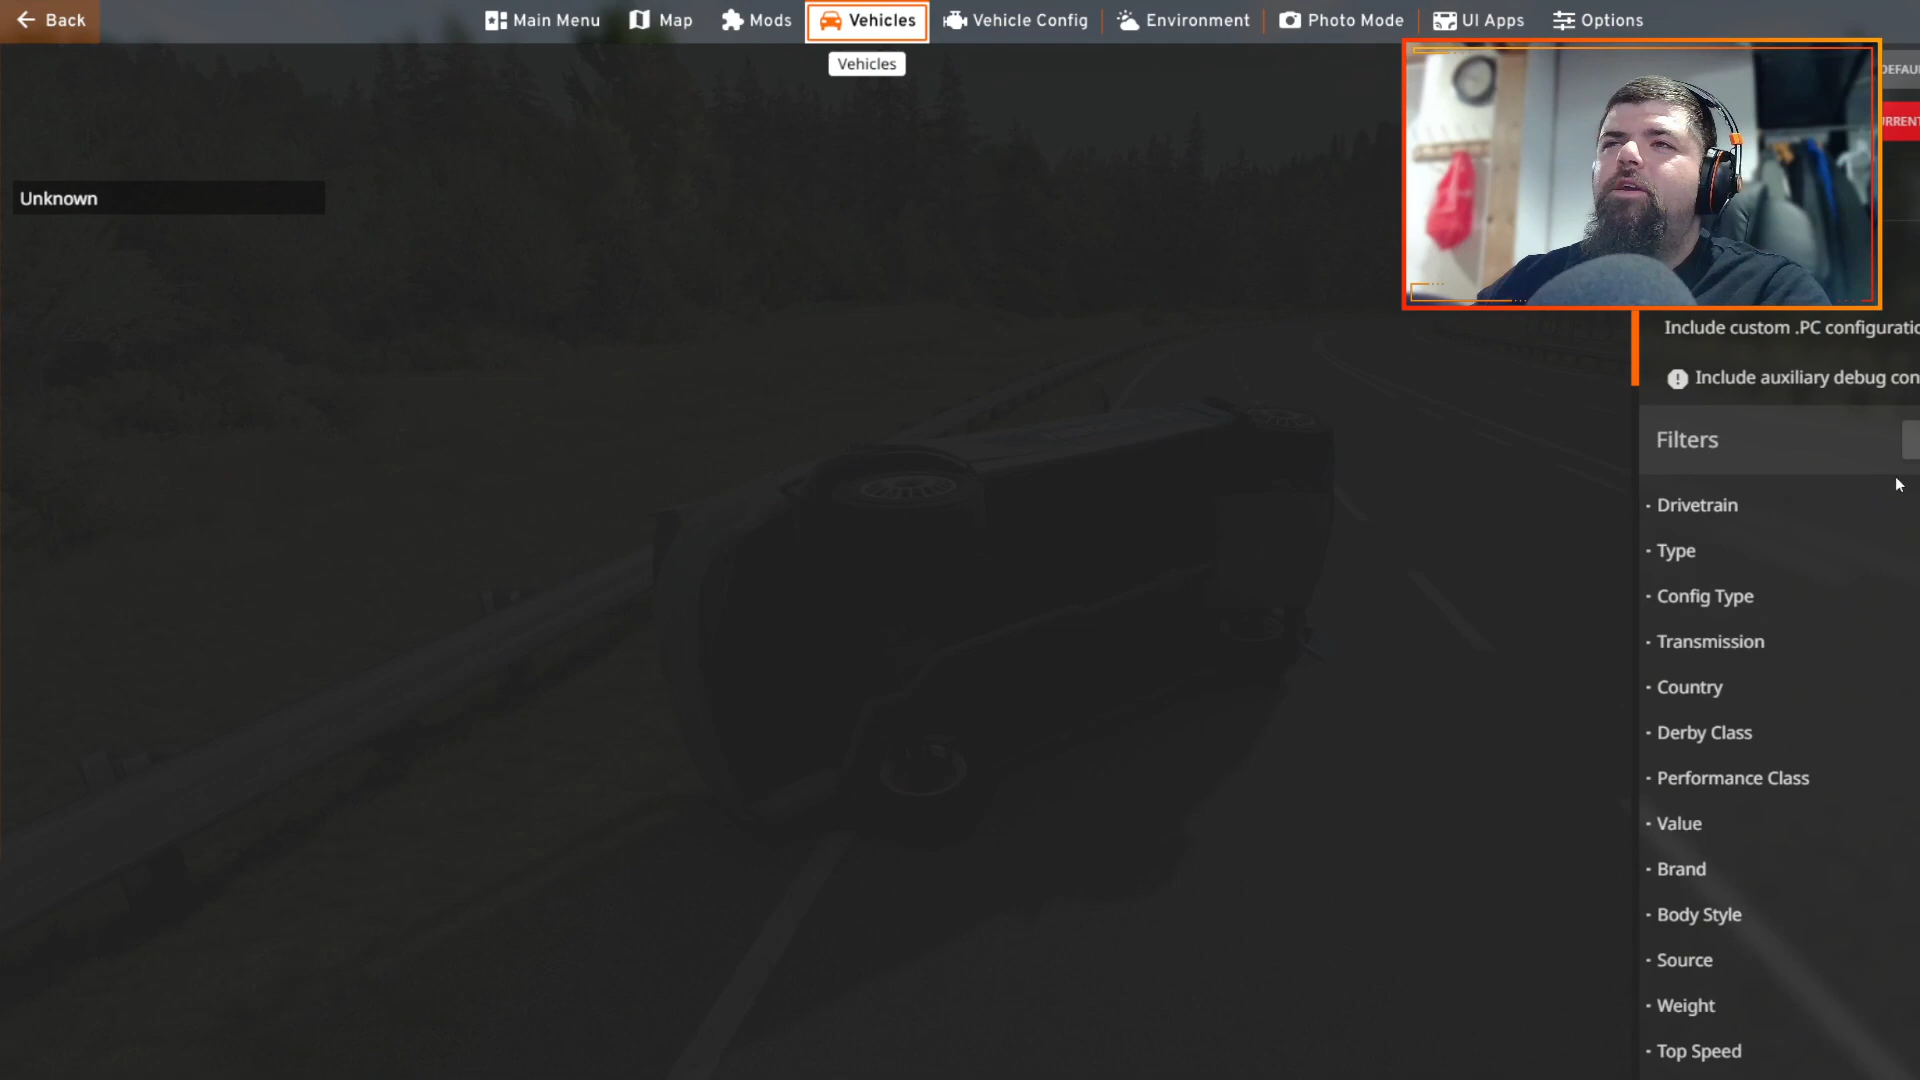 Back
Main Menu
Map
Mods
Vehicles
Vehicle Config
Environment
Photo Mode
UI Apps
Options
Vehicles
Unknown
Include custom .PC
Include auxiliary debug
Filters
Drivetrain
Type
Config Type
Transmission
Country
Derby Class
Performance Class
Value
Brand
Body Style
Source
Weight
Top Speed